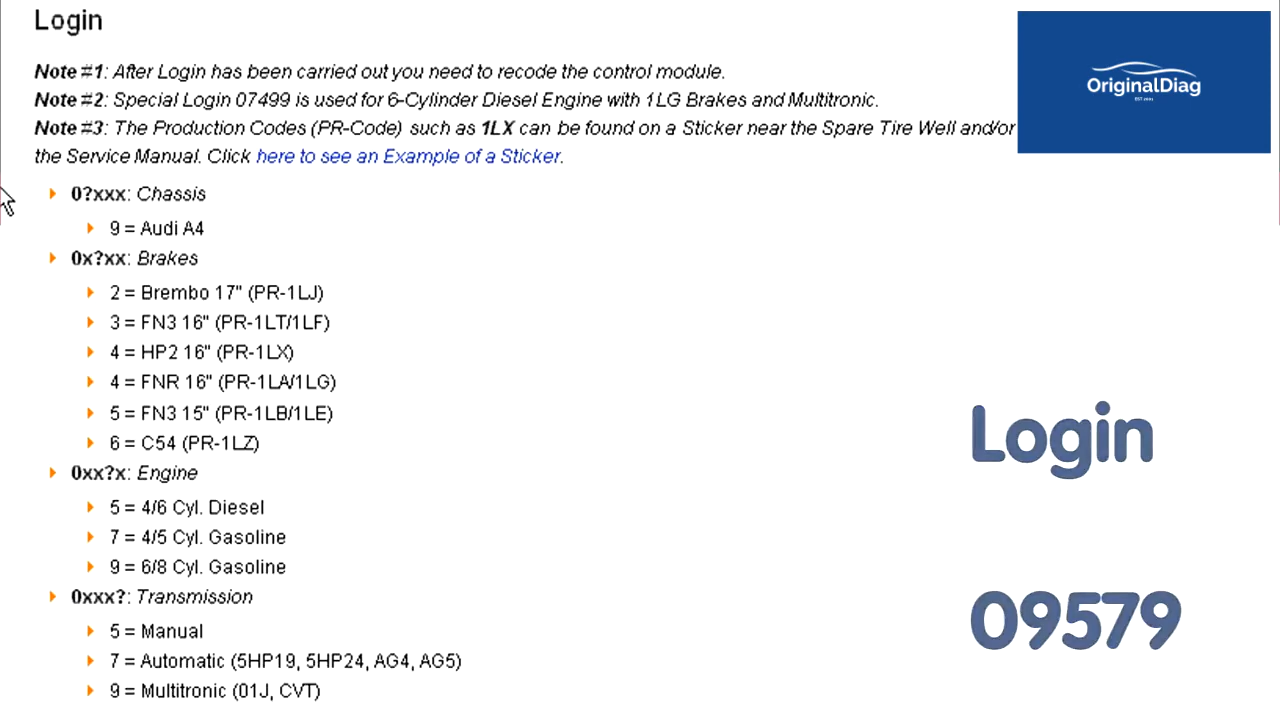 Login
Note #1: After Login has been carried out you need to recode the control module.
Note #2: Special Login 07499 is used for 6-Cylinder Diesel Engine with 1LG Brakes and Multitronic.
Note #3: The Production Codes (PR-Code) such as 1LX can be found on a Sticker near the Spare Tire Well and/or
the Service Manual. Click here to see an Example of a Sticker.
OriginalDiag
0?xxx: Chassis
9 = Audi A4
0x?xx: Brakes
2 = Brembo 17" (PR-1LJ)
3 = FN3 16" (PR-1LT/1LF)
4 = HP2 16" (PR-1LX)
4 = FNR 16" (PR-1LA/1LG)
5 = FN3 15" (PR-1LB/1LE)
6 = C54 (PR-1LZ)
0xx?x: Engine
5 = 4/6 Cyl. Diesel
7 = 4/5 Cyl. Gasoline
9 = 6/8 Cyl. Gasoline
0xxx?: Transmission
5 = Manual
7 = Automatic (5HP19, 5HP24, AG4, AG5)
9 = Multitronic (01J, CVT)
Login
09579